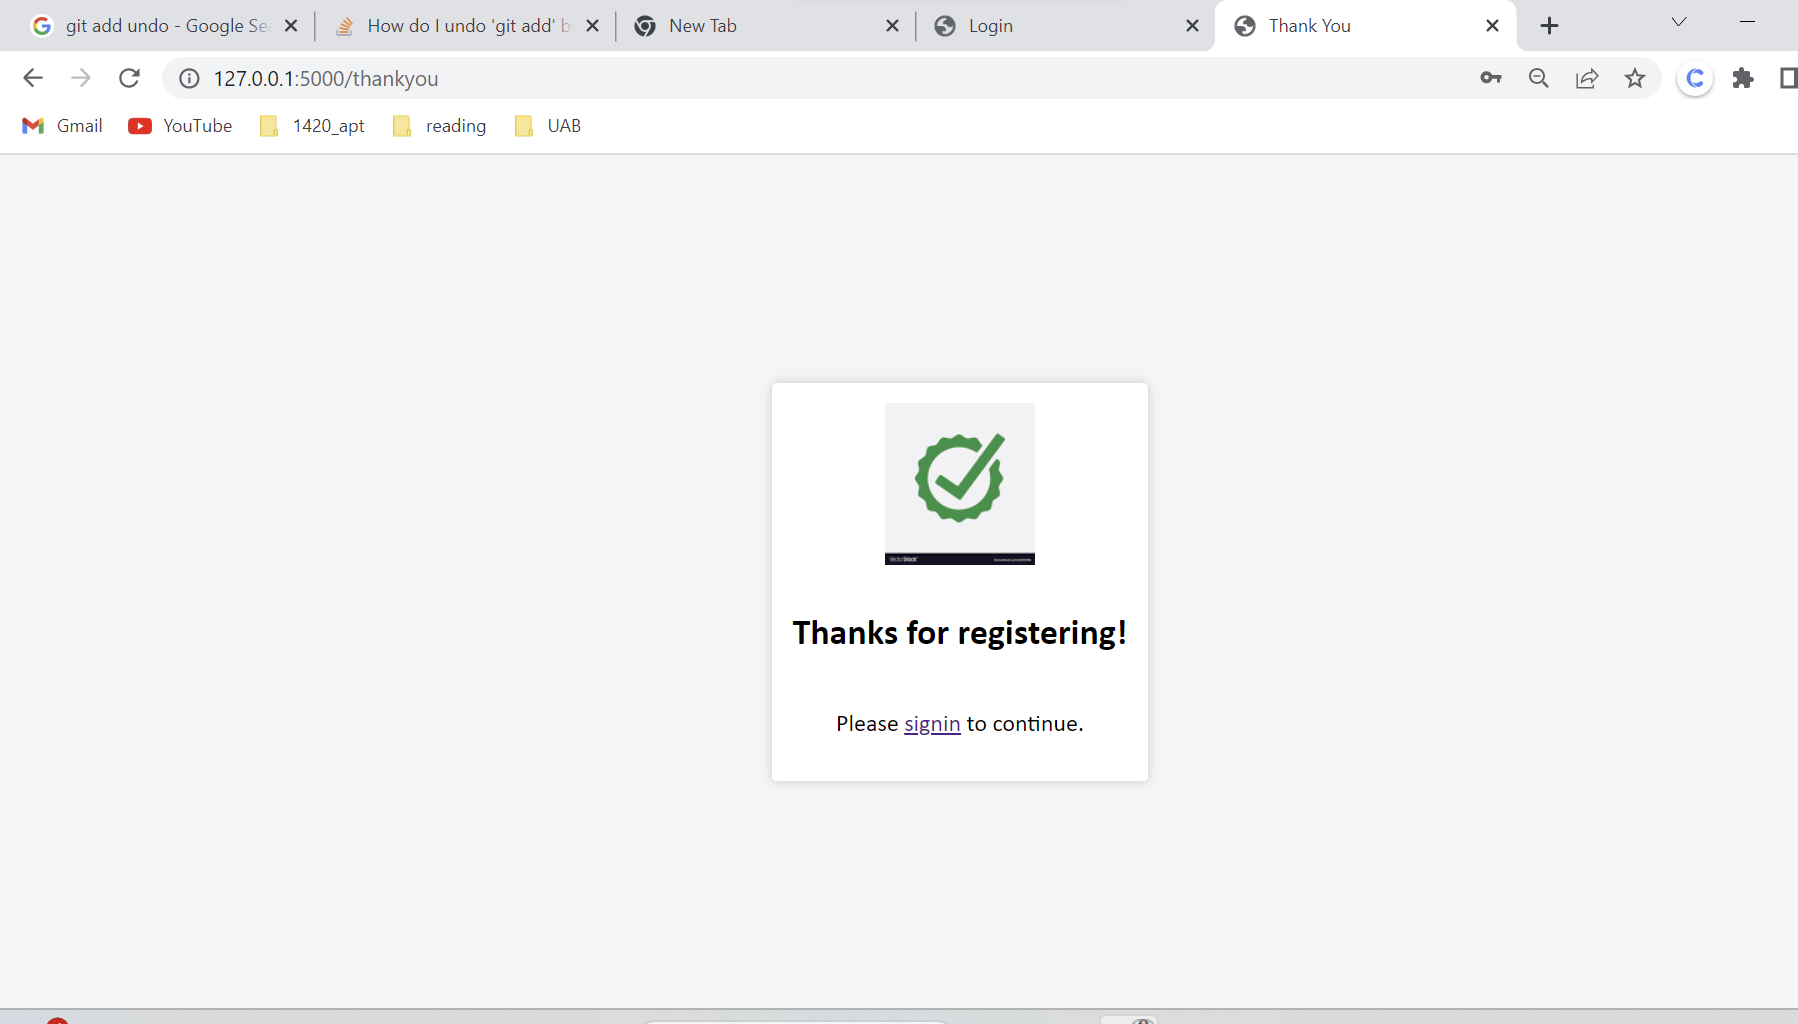 git add undo - Google Se
How do I undo 'git add' b
New Tab
Login
Thank You
127.0.0.1:5000/thankyou
Gmail
YouTube
1420_apt
reading
UAB
VectorStock
Thanks for registering!
Please signin to continue.